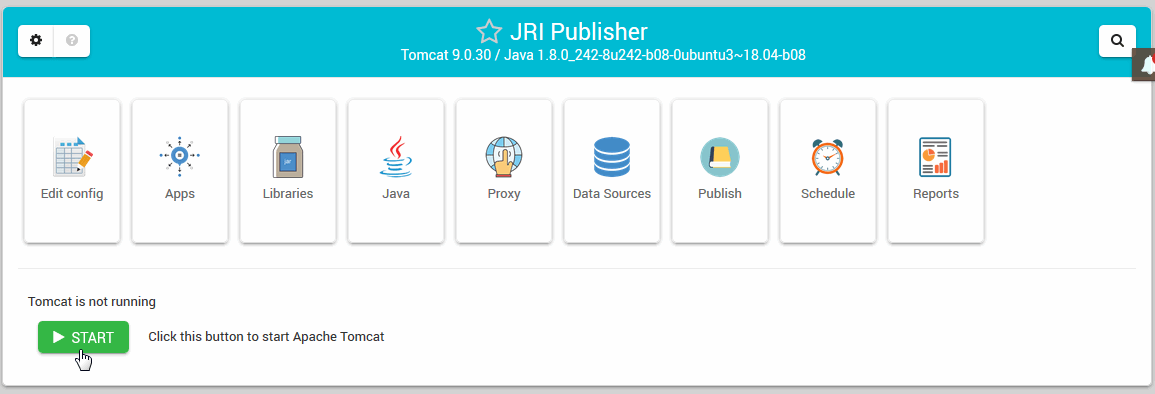 JRI Publisher
Tomcat 9.0.30 / Java 1.8.0_242-8u242-b08-0ubuntu3~18.04-b08
Edit config
Apps
jar
Libraries
Java
Proxy
Data Sources
Publish
Schedule
Reports
Tomcat is not running
START
Click this button to start Apache Tomcat